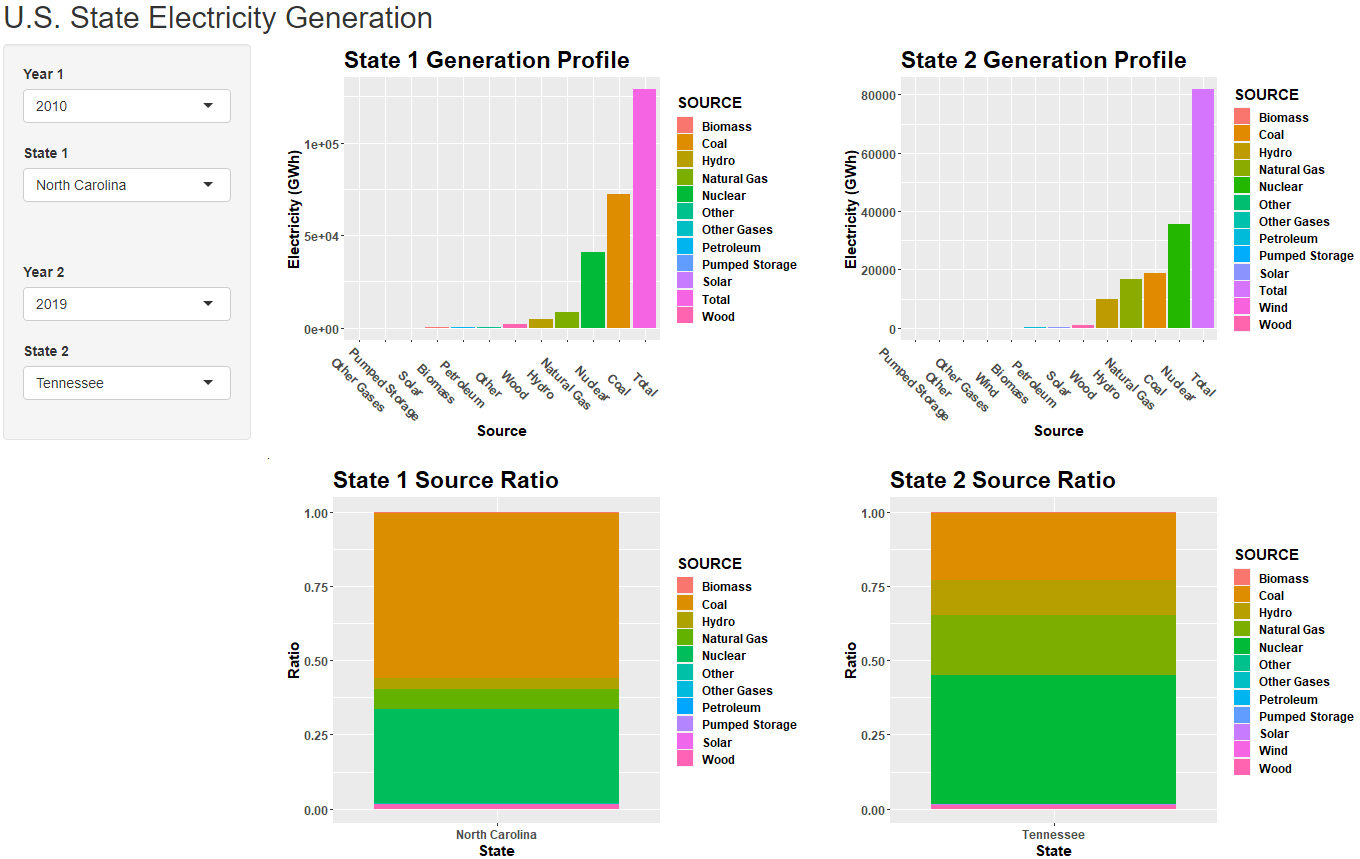 U.S. State Electricity Generation
Year 1
2010
State 1
North Carolina
Year 2
2019
State 2
Tennessee
State 1 Generation Profile
Electricity (GWh)
1e+05
5e+04
0e+00
Other Gases
Pumped Storage
Solar
Biomass
Petroleum
Other
Wood
Hydro
Natural Gas
Nuclear
Coal
Total
Source
SOURCE
Biomass
Coal
Hydro
Natural Gas
Nuclear
Other
Other Gases
Petroleum
Pumped Storage
Solar
Total
Wood
State 2 Generation Profile
Electricity (GWh)
80000
60000
40000
20000
0
Pumped Storage
Other
Other Gases
Wind
Biomass
Petroleum
Solar
Wood
Hydro
Natural Gas
Coal
Nuclear
Total
Source
SOURCE
Biomass
Coal
Hydro
Natural Gas
Nuclear
Other
Other Gases
Petroleum
Pumped Storage
Solar
Total
Wind
Wood
State 1 Source Ratio
Ratio
1.00
0.75
0.50
0.25
0.00
North Carolina
State
SOURCE
Biomass
Coal
Hydro
Natural Gas
Nuclear
Other
Other Gases
Petroleum
Pumped Storage
Solar
Wood
State 2 Source Ratio
Ratio
1.00
0.75
0.50
0.25
0.00
Tennessee
State
SOURCE
Biomass
Coal
Hydro
Natural Gas
Nuclear
Other
Other Gases
Petroleum
Pumped Storage
Solar
Wind
Wood